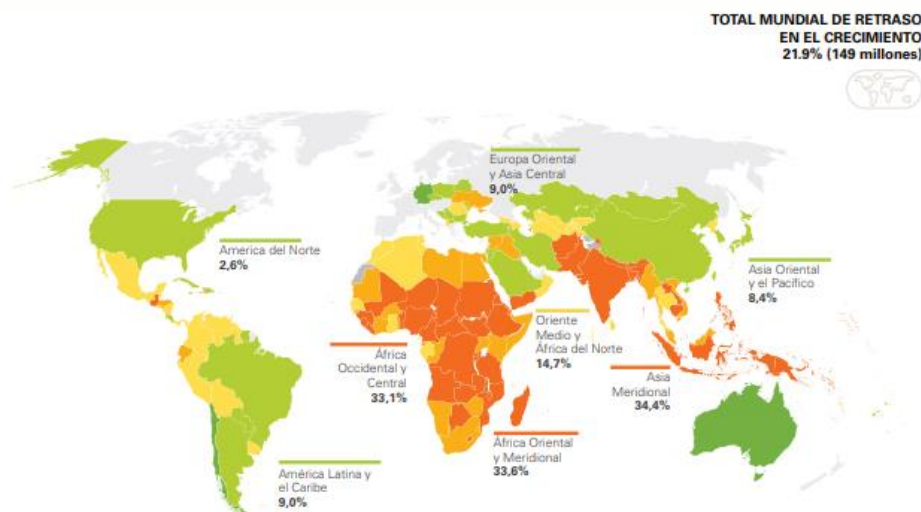 TOTAL MUNDIAL DE RETRASO
EN EL CRECIMIENTO
21.9% (149 millones)
Europa Oriental
y Asia Central
9,0%
America del Norte
2,6%
Asia Oriental
y el Pacífico
8,4%
África
Occidental y
Central
33,1%
Oriente
Medio y
África del Norte
14,7%
Asia
Meridional
34,4%
África Oriental
y Meridional
33,6%
América Latina y
el Caribe
9,0%